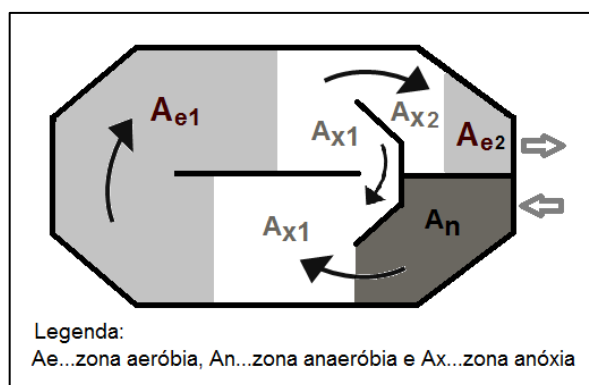 Ae1
Ax1
Ax2
Ae2
Ax1
An
Legenda:
Ae...zona aeróbia, An...zona anaeróbia e Ax...zona anóxia